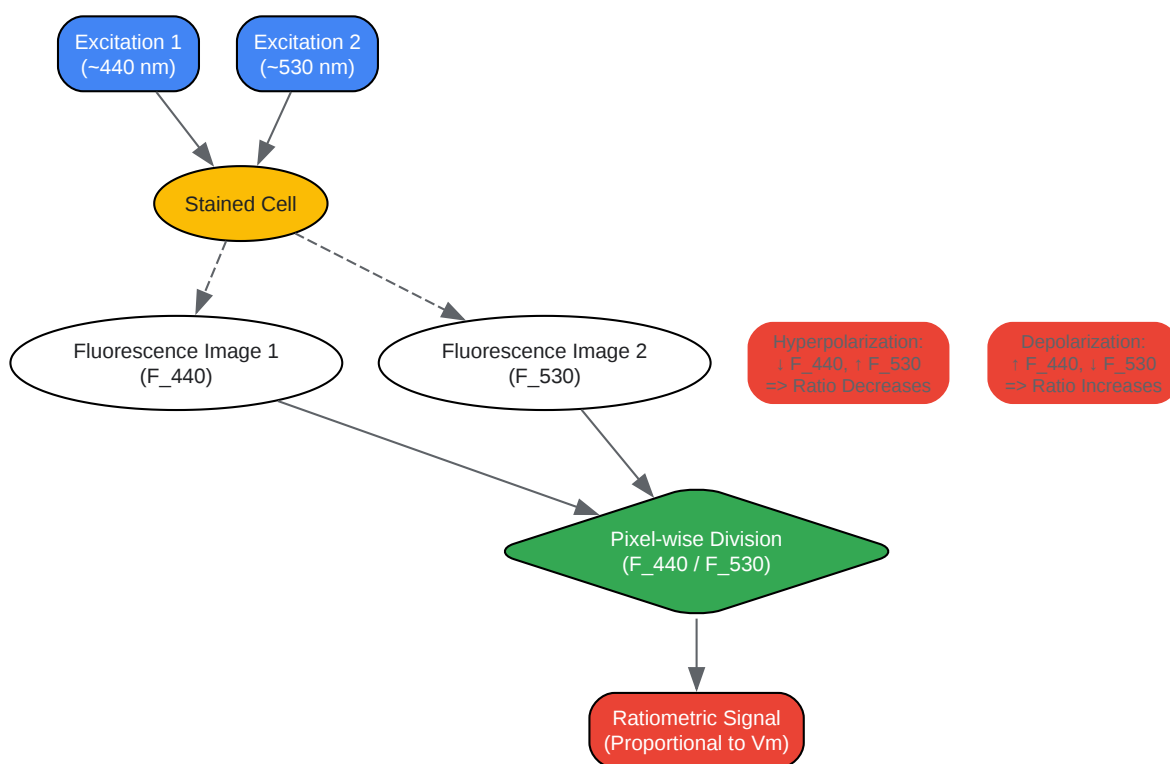 Excitation 1
(~440 nm)
Excitation 2
(~530 nm)
Stained Cell
Fluorescence Image 1
(F_440)
Fluorescence Image 2
(F_530)
Hyperpolarization:
↓ F_440, ↑ F_530
=> Ratio Decreases
Depolarization:
↑ F_440, ↓ F_530
=> Ratio Increases
Pixel-wise Division
(F_440 / F_530)
Ratiometric Signal
(Proportional to Vm)